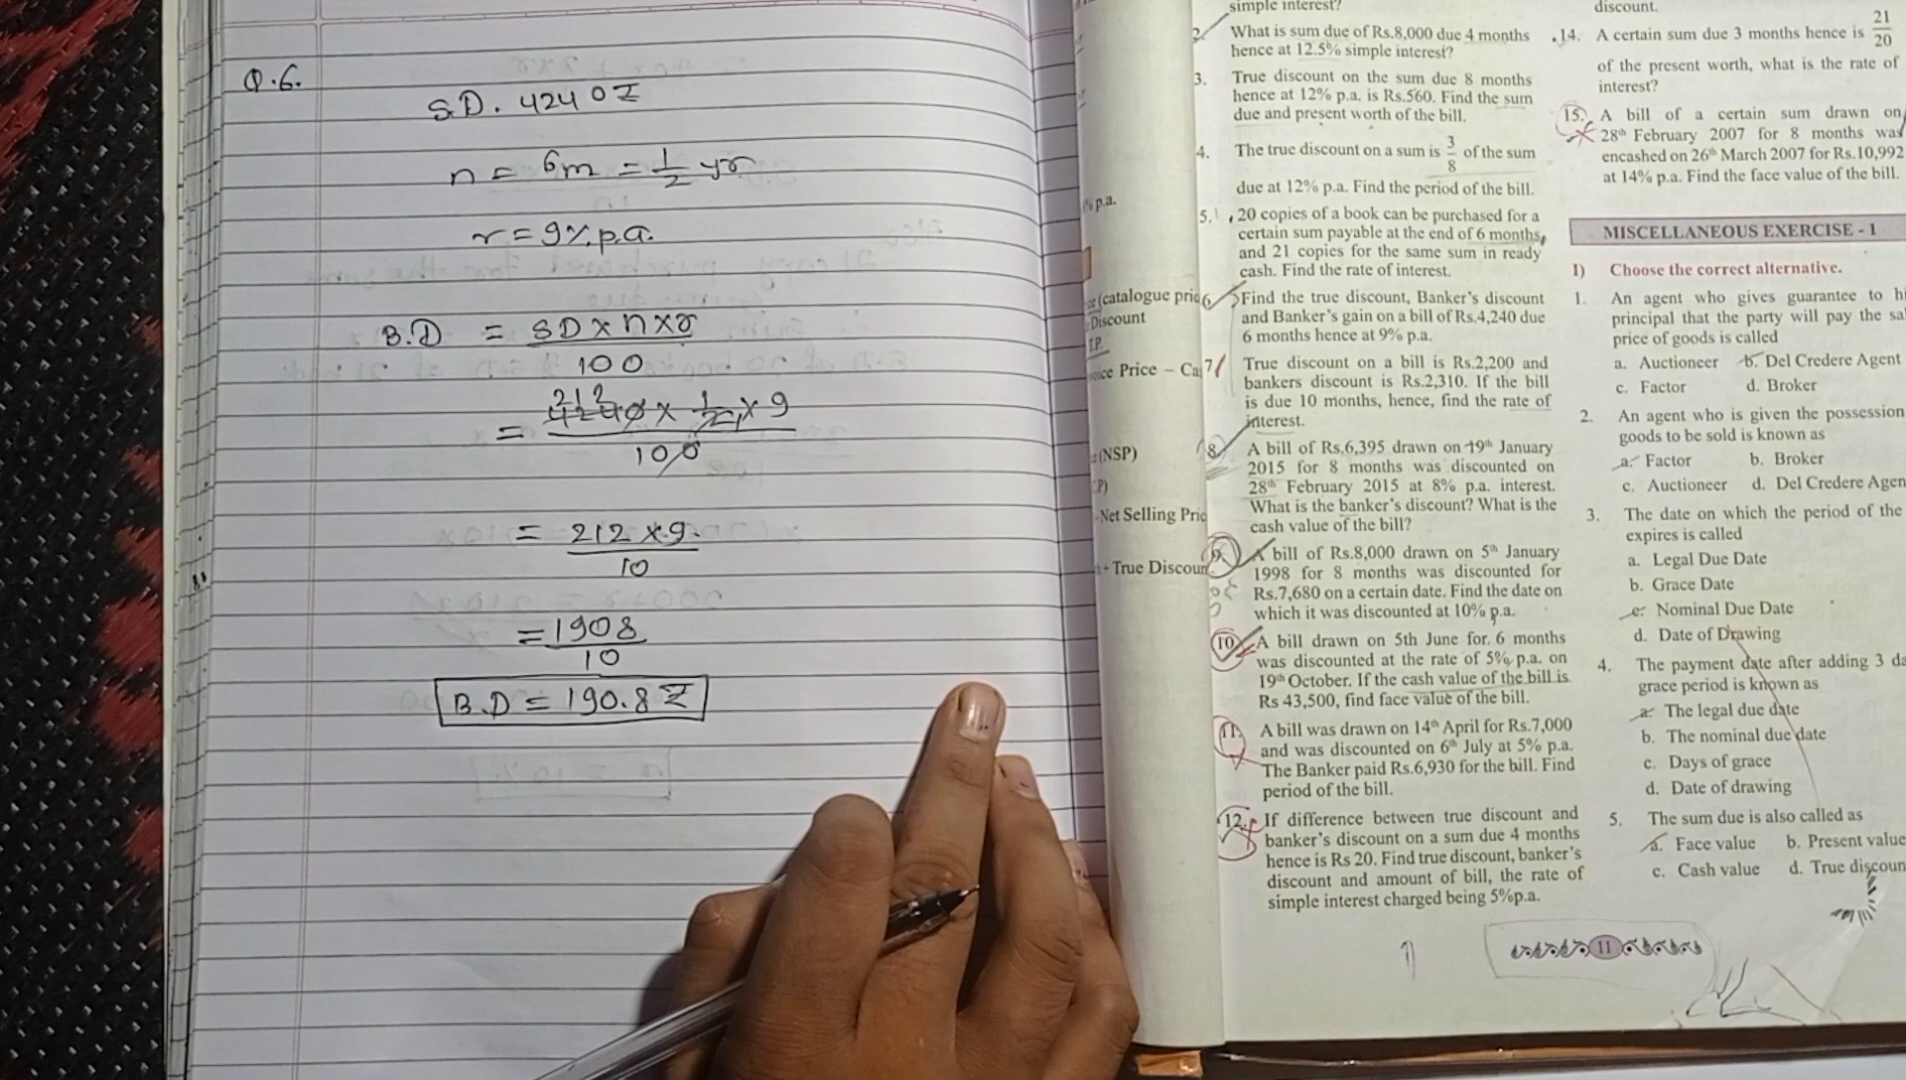 Q.6.
SD. 4240 ₹
n = 6m = 1/2 yr
r = 9% p.a.
B.D = SD × n × r / 100
= 212 4240 × 1/2 × 9 / 100
= 212 × 9 / 10
= 1908 / 10
B.D = 190.8 ₹
% p.a.
(catalogue pric
Discount
T.P.
oice Price – Ca
(NSP)
P)
-Net Selling Pric
+ True Discoun
simple interest?
2. What is sum due of Rs.8,000 due 4 months
hence at 12.5% simple interest?
3. True discount on the sum due 8 months
hence at 12% p.a. is Rs.560. Find the sum
due and present worth of the bill.
4. The true discount on a sum is 3/8 of the sum
due at 12% p.a. Find the period of the bill.
5. 20 copies of a book can be purchased for a
certain sum payable at the end of 6 months,
and 21 copies for the same sum in ready
cash. Find the rate of interest.
6. Find the true discount, Banker's discount
and Banker's gain on a bill of Rs.4,240 due
6 months hence at 9% p.a.
7. True discount on a bill is Rs.2,200 and
bankers discount is Rs.2,310. If the bill
is due 10 months, hence, find the rate of
interest.
8. A bill of Rs.6,395 drawn on 19th January
2015 for 8 months was discounted on
28th February 2015 at 8% p.a. interest.
What is the banker's discount? What is the
cash value of the bill?
9. A bill of Rs.8,000 drawn on 5th January
1998 for 8 months was discounted for
Rs.7,680 on a certain date. Find the date on
which it was discounted at 10% p.a.
10. A bill drawn on 5th June for 6 months
was discounted at the rate of 5% p.a. on
19th October. If the cash value of the bill is
Rs 43,500, find face value of the bill.
11. A bill was drawn on 14th April for Rs.7,000
and was discounted on 6th July at 5% p.a.
The Banker paid Rs.6,930 for the bill. Find
period of the bill.
12. If difference between true discount and
banker's discount on a sum due 4 months
hence is Rs 20. Find true discount, banker's
discount and amount of bill, the rate of
simple interest charged being 5%p.a.
discount.
14. A certain sum due 3 months hence is 21/20
of the present worth, what is the rate of
interest?
15. A bill of a certain sum drawn on
28th February 2007 for 8 months was
encashed on 26th March 2007 for Rs.10,992
at 14% p.a. Find the face value of the bill.
MISCELLANEOUS EXERCISE - 1
I) Choose the correct alternative.
1. An agent who gives guarantee to hi
principal that the party will pay the sa
price of goods is called
a. Auctioneer b. Del Credere Agent
c. Factor d. Broker
2. An agent who is given the possession
goods to be sold is known as
a. Factor b. Broker
c. Auctioneer d. Del Credere Agen
3. The date on which the period of the
expires is called
a. Legal Due Date
b. Grace Date
c. Nominal Due Date
d. Date of Drawing
4. The payment date after adding 3 da
grace period is known as
a. The legal due date
b. The nominal due date
c. Days of grace
d. Date of drawing
5. The sum due is also called as
a. Face value b. Present value
c. Cash value d. True discoun
11